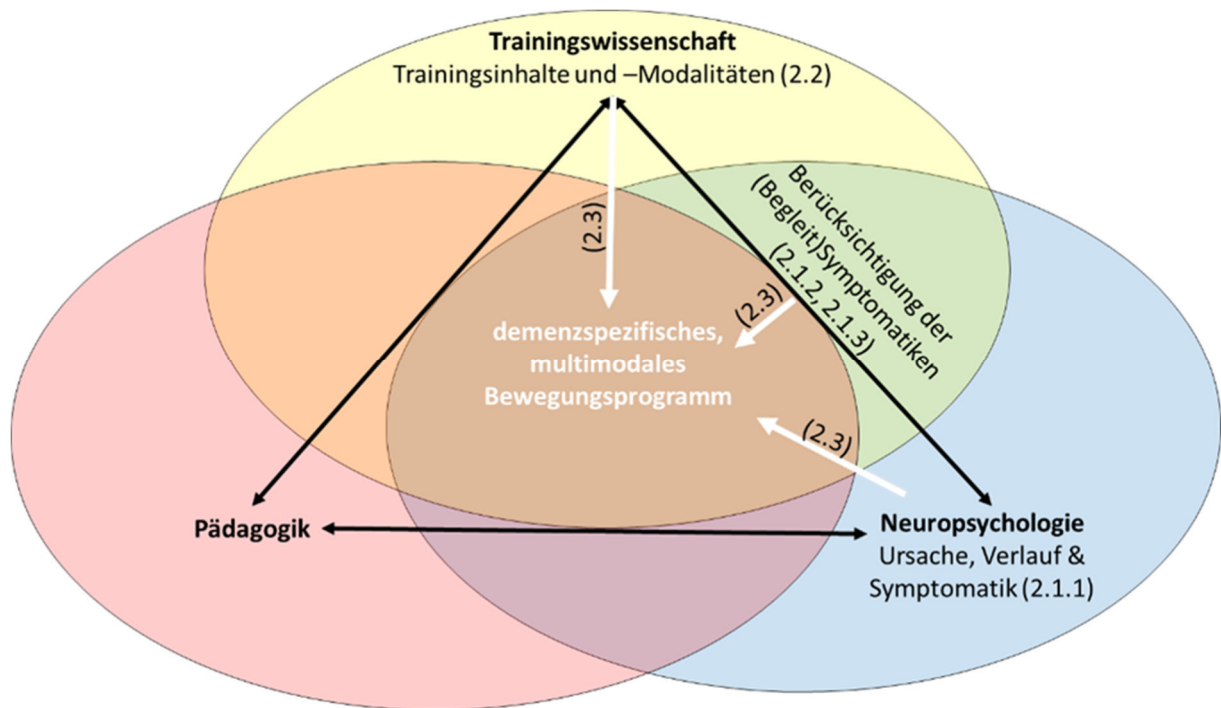 Trainingswissenschaft
Trainingsinhalte und –Modalitäten (2.2)
Berücksichtigung der
(Begleit)Symptomatiken
(2.1.2, 2.1.3)
(2.3)
(2.3)
demenzspezifisches,
multimodales
Bewegungsprogramm
(2.3)
Pädagogik
Neuropsychologie
Ursache, Verlauf &
Symptomatik (2.1.1)